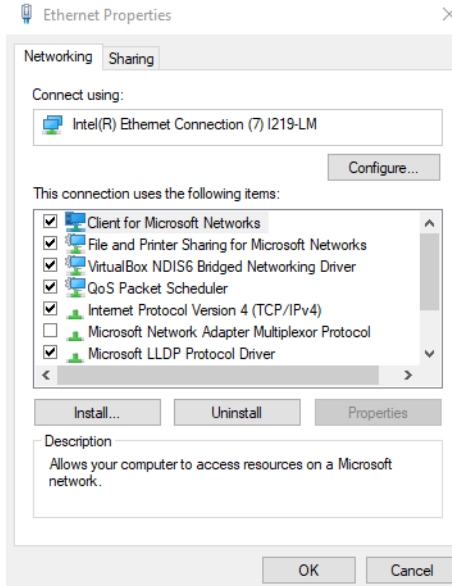 Ethernet Properties
Networking
Sharing
Connect using:
Intel(R) Ethernet Connection (7) I219-LM
Configure...
This connection uses the following items:
Client for Microsoft Networks
File and Printer Sharing for Microsoft Networks
VirtualBox NDIS6 Bridged Networking Driver
QoS Packet Scheduler
Internet Protocol Version 4 (TCP/IPv4)
Microsoft Network Adapter Multiplexor Protocol
Microsoft LLDP Protocol Driver
Install...
Uninstall
Properties
Description
Allows your computer to access resources on a Microsoft
network.
OK
Cancel